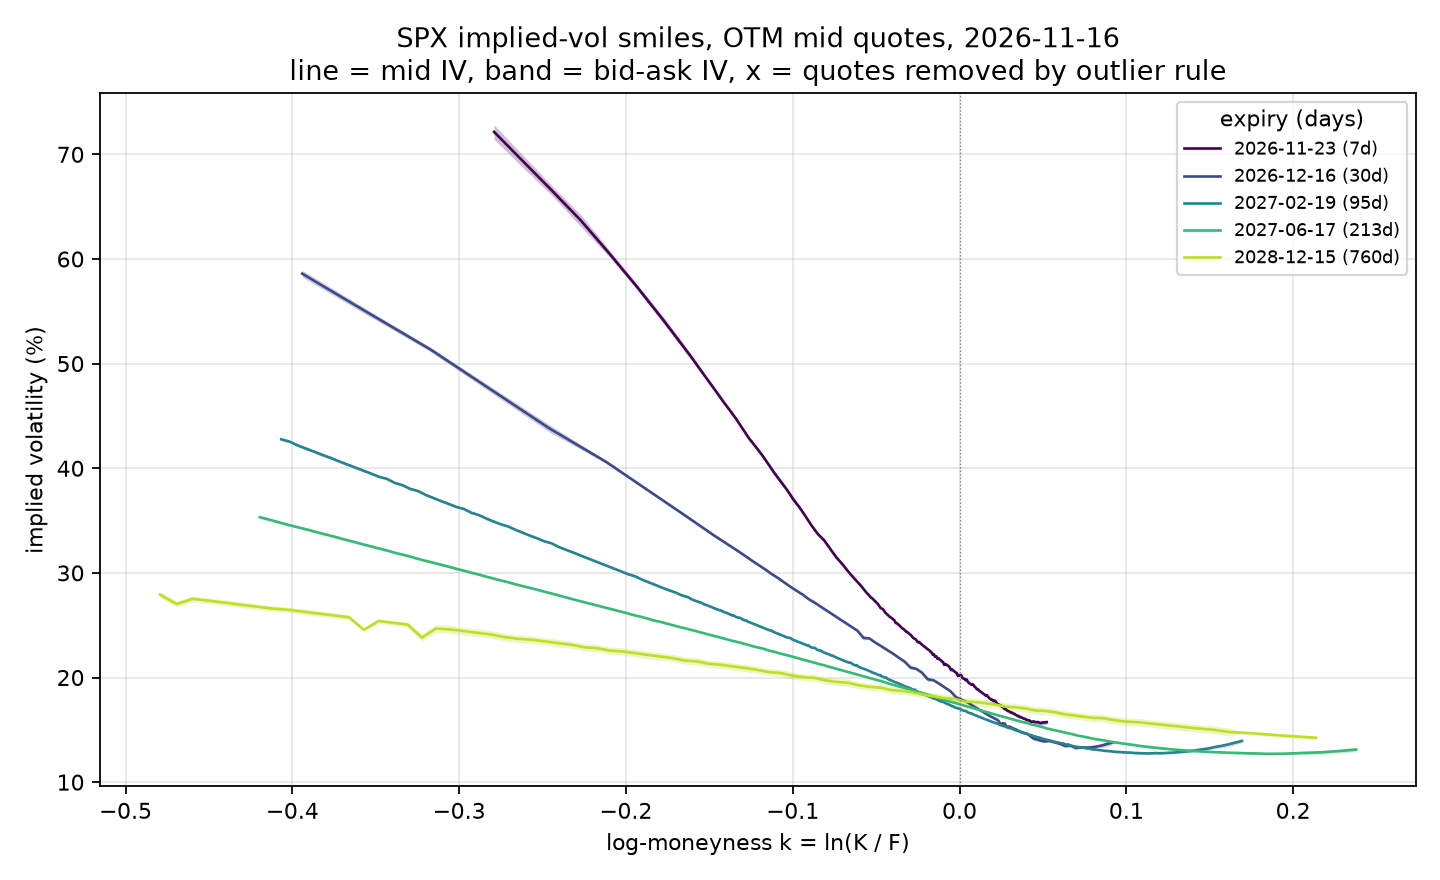 SPX implied-vol smiles, OTM mid quotes, 2026-11-16
line = mid IV, band = bid-ask IV, x = quotes removed by outlier rule
expiry (days)
2026-11-23 (7d)
2026-12-16 (30d)
2027-02-19 (95d)
2027-06-17 (213d)
2028-12-15 (760d)
implied volatility (%)
70
60
50
40
30
20
10
−0.5
−0.4
−0.3
−0.2
−0.1
0.0
0.1
0.2
log-moneyness k = ln(K / F)